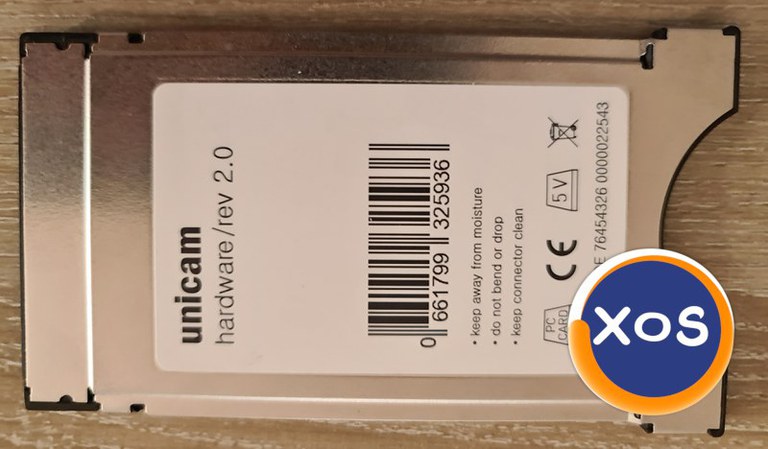 unicam
hardware/rev 2.0
0 661799 325936
• keep away from moisture
• do not bend or drop
• keep connector clean
PC
CARD
CE
5V
E 76454326 0000022543
XOS